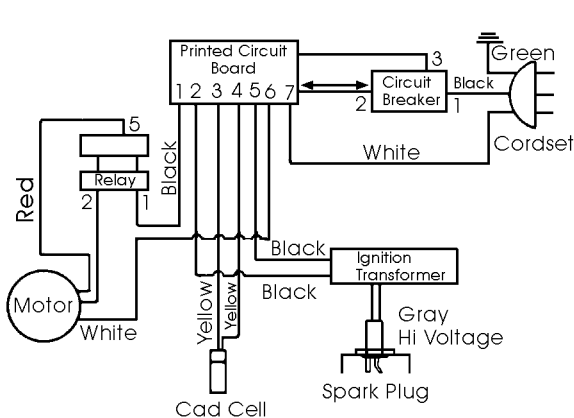 Printed Circuit
Board
1 2 3 4 5 6 7
3
Circuit
Breaker
2
1
Black
Green
Cordset
White
5
Relay
2
1
Black
Red
Motor
White
Black
Black
Ignition
Transformer
Yellow
Yellow
Gray
Hi Voltage
Cad Cell
Spark Plug